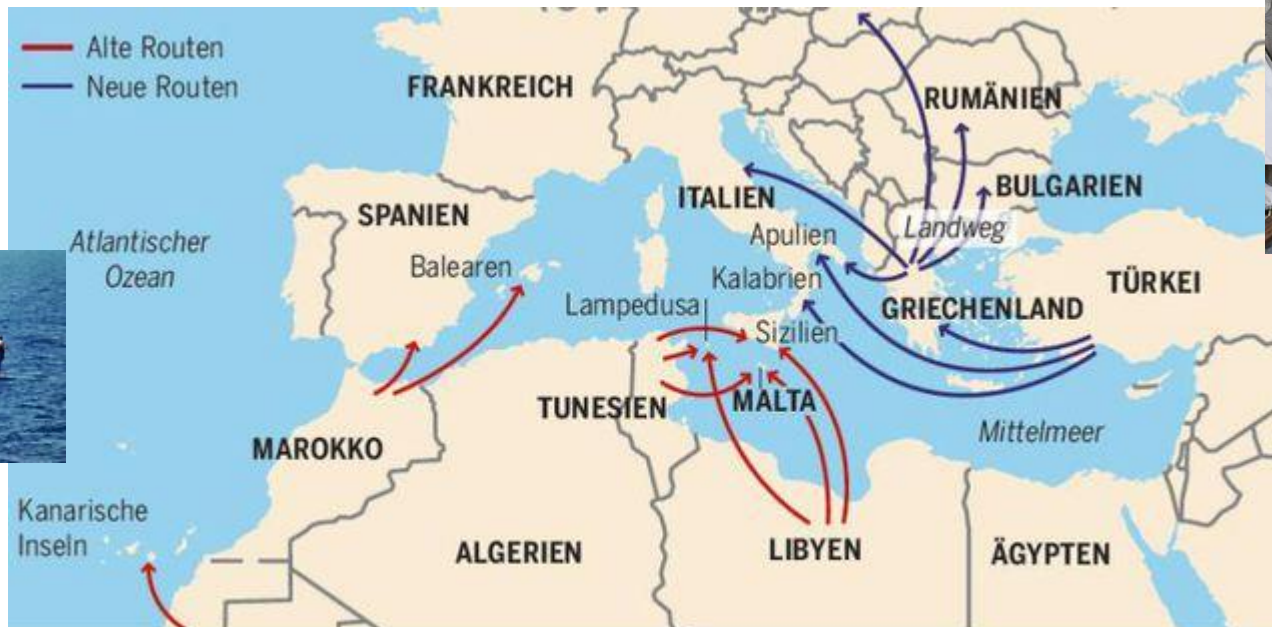 Alte Routen
Neue Routen
FRANKREICH
RUMÄNIEN
BULGARIEN
ITALIEN
SPANIEN
Landweg
Atlantischer
Ozean
Apulien
Balearen
Kalabrien
TÜRKEI
Lampedusa
GRIECHENLAND
Sizilien
TUNESIEN
MALTA
Mittelmeer
MAROKKO
Kanarische
Inseln
ALGERIEN
LIBYEN
ÄGYPTEN